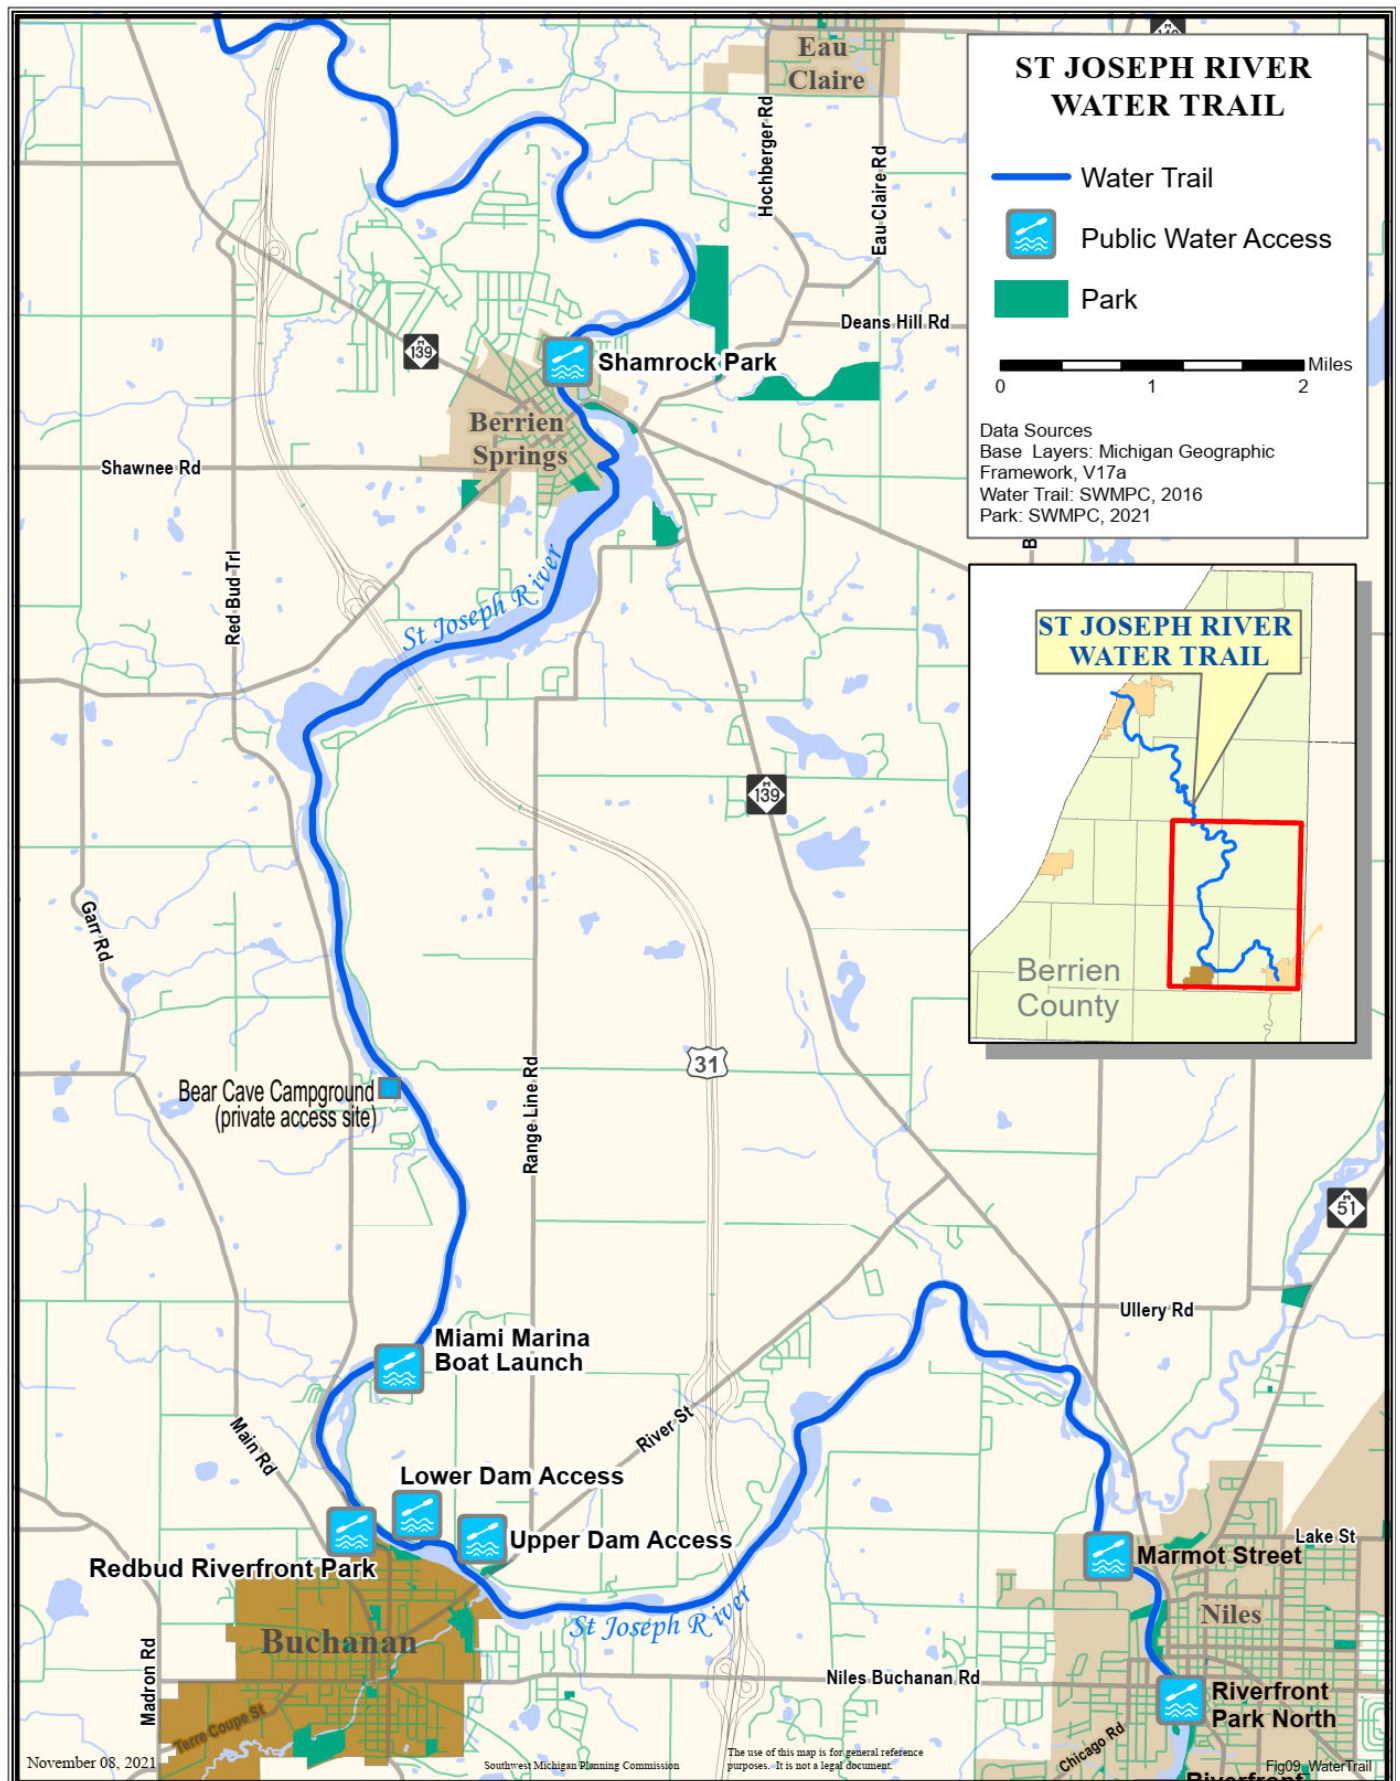 Eau
Claire
Hochberger Rd
Eau Claire Rd
ST JOSEPH RIVER
WATER TRAIL
Water Trail
Public Water Access
Park
Miles
0 1 2
Data Sources
Base Layers: Michigan Geographic
Framework, V17a
Water Trail: SWMPC, 2016
Park: SWMPC, 2021
Deans Hill Rd
M
139
Shamrock Park
Berrien
Springs
Shawnee Rd
Red Bud Trl
St Joseph River
ST JOSEPH RIVER
WATER TRAIL
Berrien
County
M
139
Garr Rd
31
Range Line Rd
Bear Cave Campground
(private access site)
M
51
Ullery Rd
Miami Marina
Boat Launch
Main Rd
River St
Lower Dam Access
Upper Dam Access
Redbud Riverfront Park
Lake St
Marmot Street
Niles
St Joseph River
Buchanan
Madron Rd
Niles Buchanan Rd
Terre Coupe St
Riverfront
Park North
Chicago Rd
November 08, 2021
Southwest Michigan Planning Commission
The use of this map is for general reference
purposes. It is not a legal document.
Fig09_WaterTrail
Riverfront